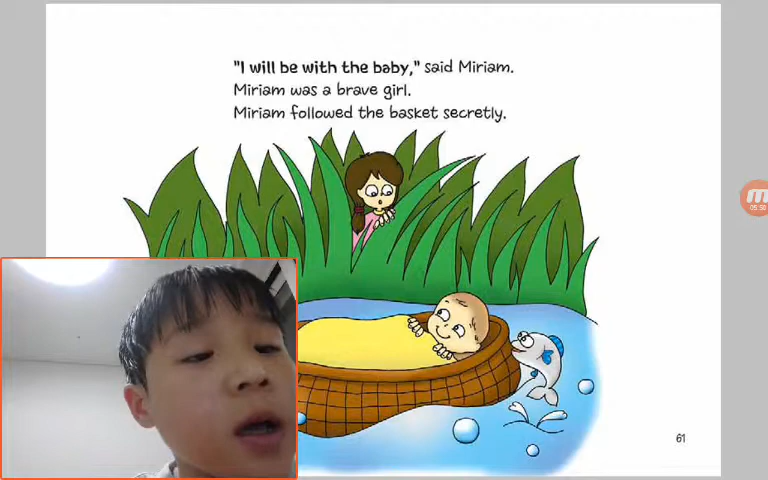 "I will be with the baby," said Miriam.
Miriam was a brave girl.
Miriam followed the basket secretly.
61